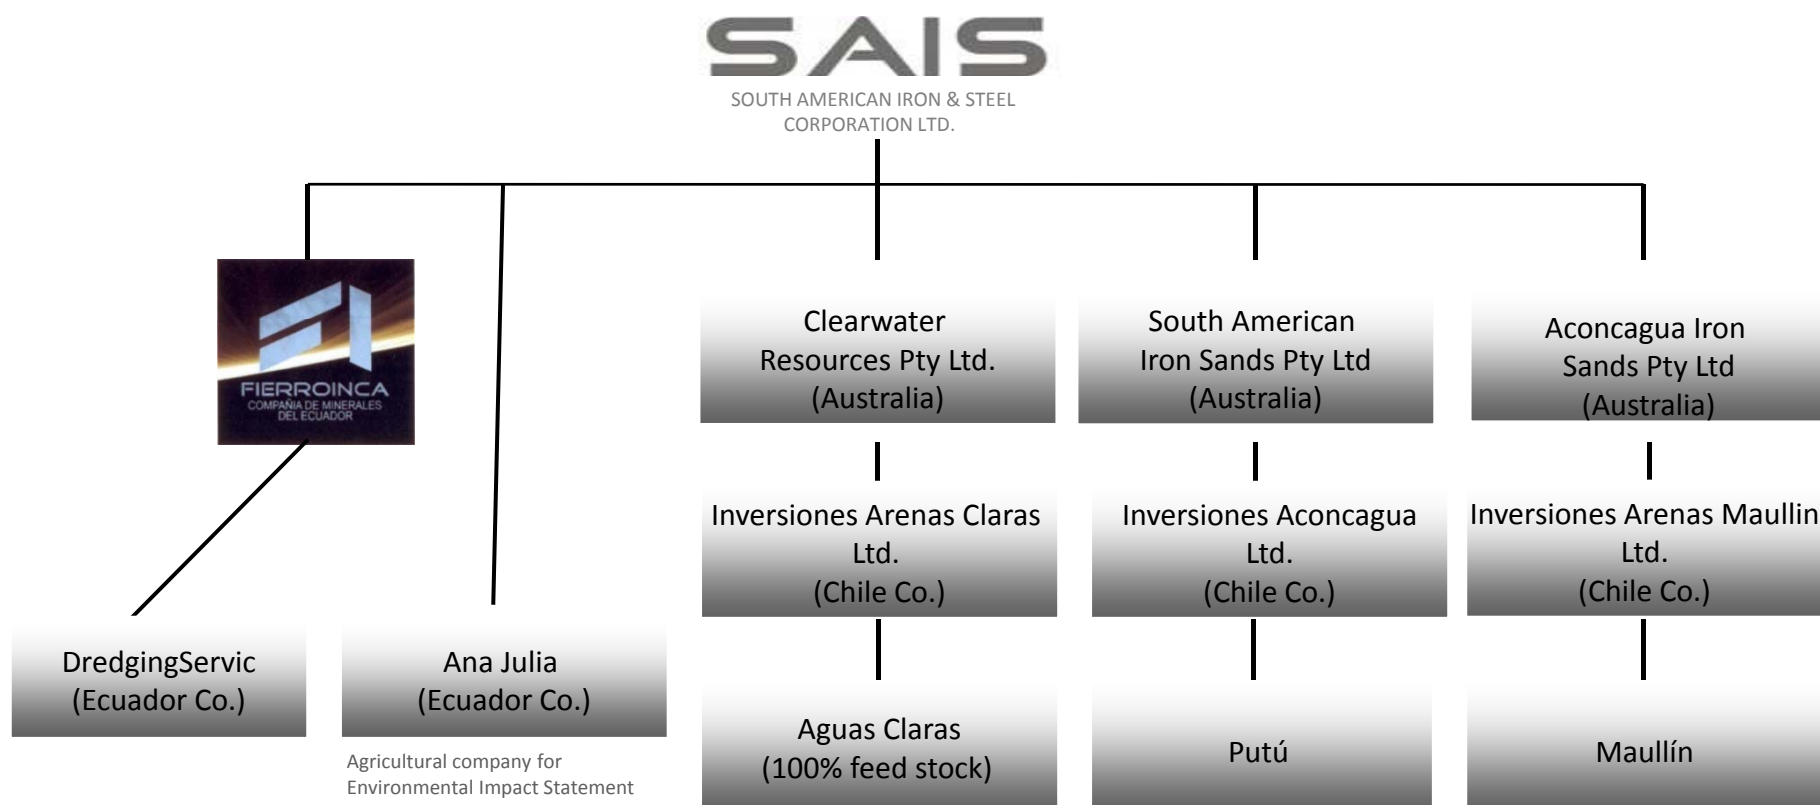 SAIS
SOUTH AMERICAN IRON & STEEL
CORPORATION LTD.
FIERROINCA
COMPAÑIA DE MINERALES
DEL ECUADOR
Clearwater
Resources Pty Ltd.
(Australia)
South American
Iron Sands Pty Ltd
(Australia)
Aconcagua Iron
Sands Pty Ltd
(Australia)
Inversiones Arenas Claras
Ltd.
(Chile Co.)
Inversiones Aconcagua
Ltd.
(Chile Co.)
Inversiones Arenas Maullin
Ltd.
(Chile Co.)
DredgingServic
(Ecuador Co.)
Ana Julia
(Ecuador Co.)
Agricultural company for
Environmental Impact Statement
Aguas Claras
(100% feed stock)
Putú
Maullín